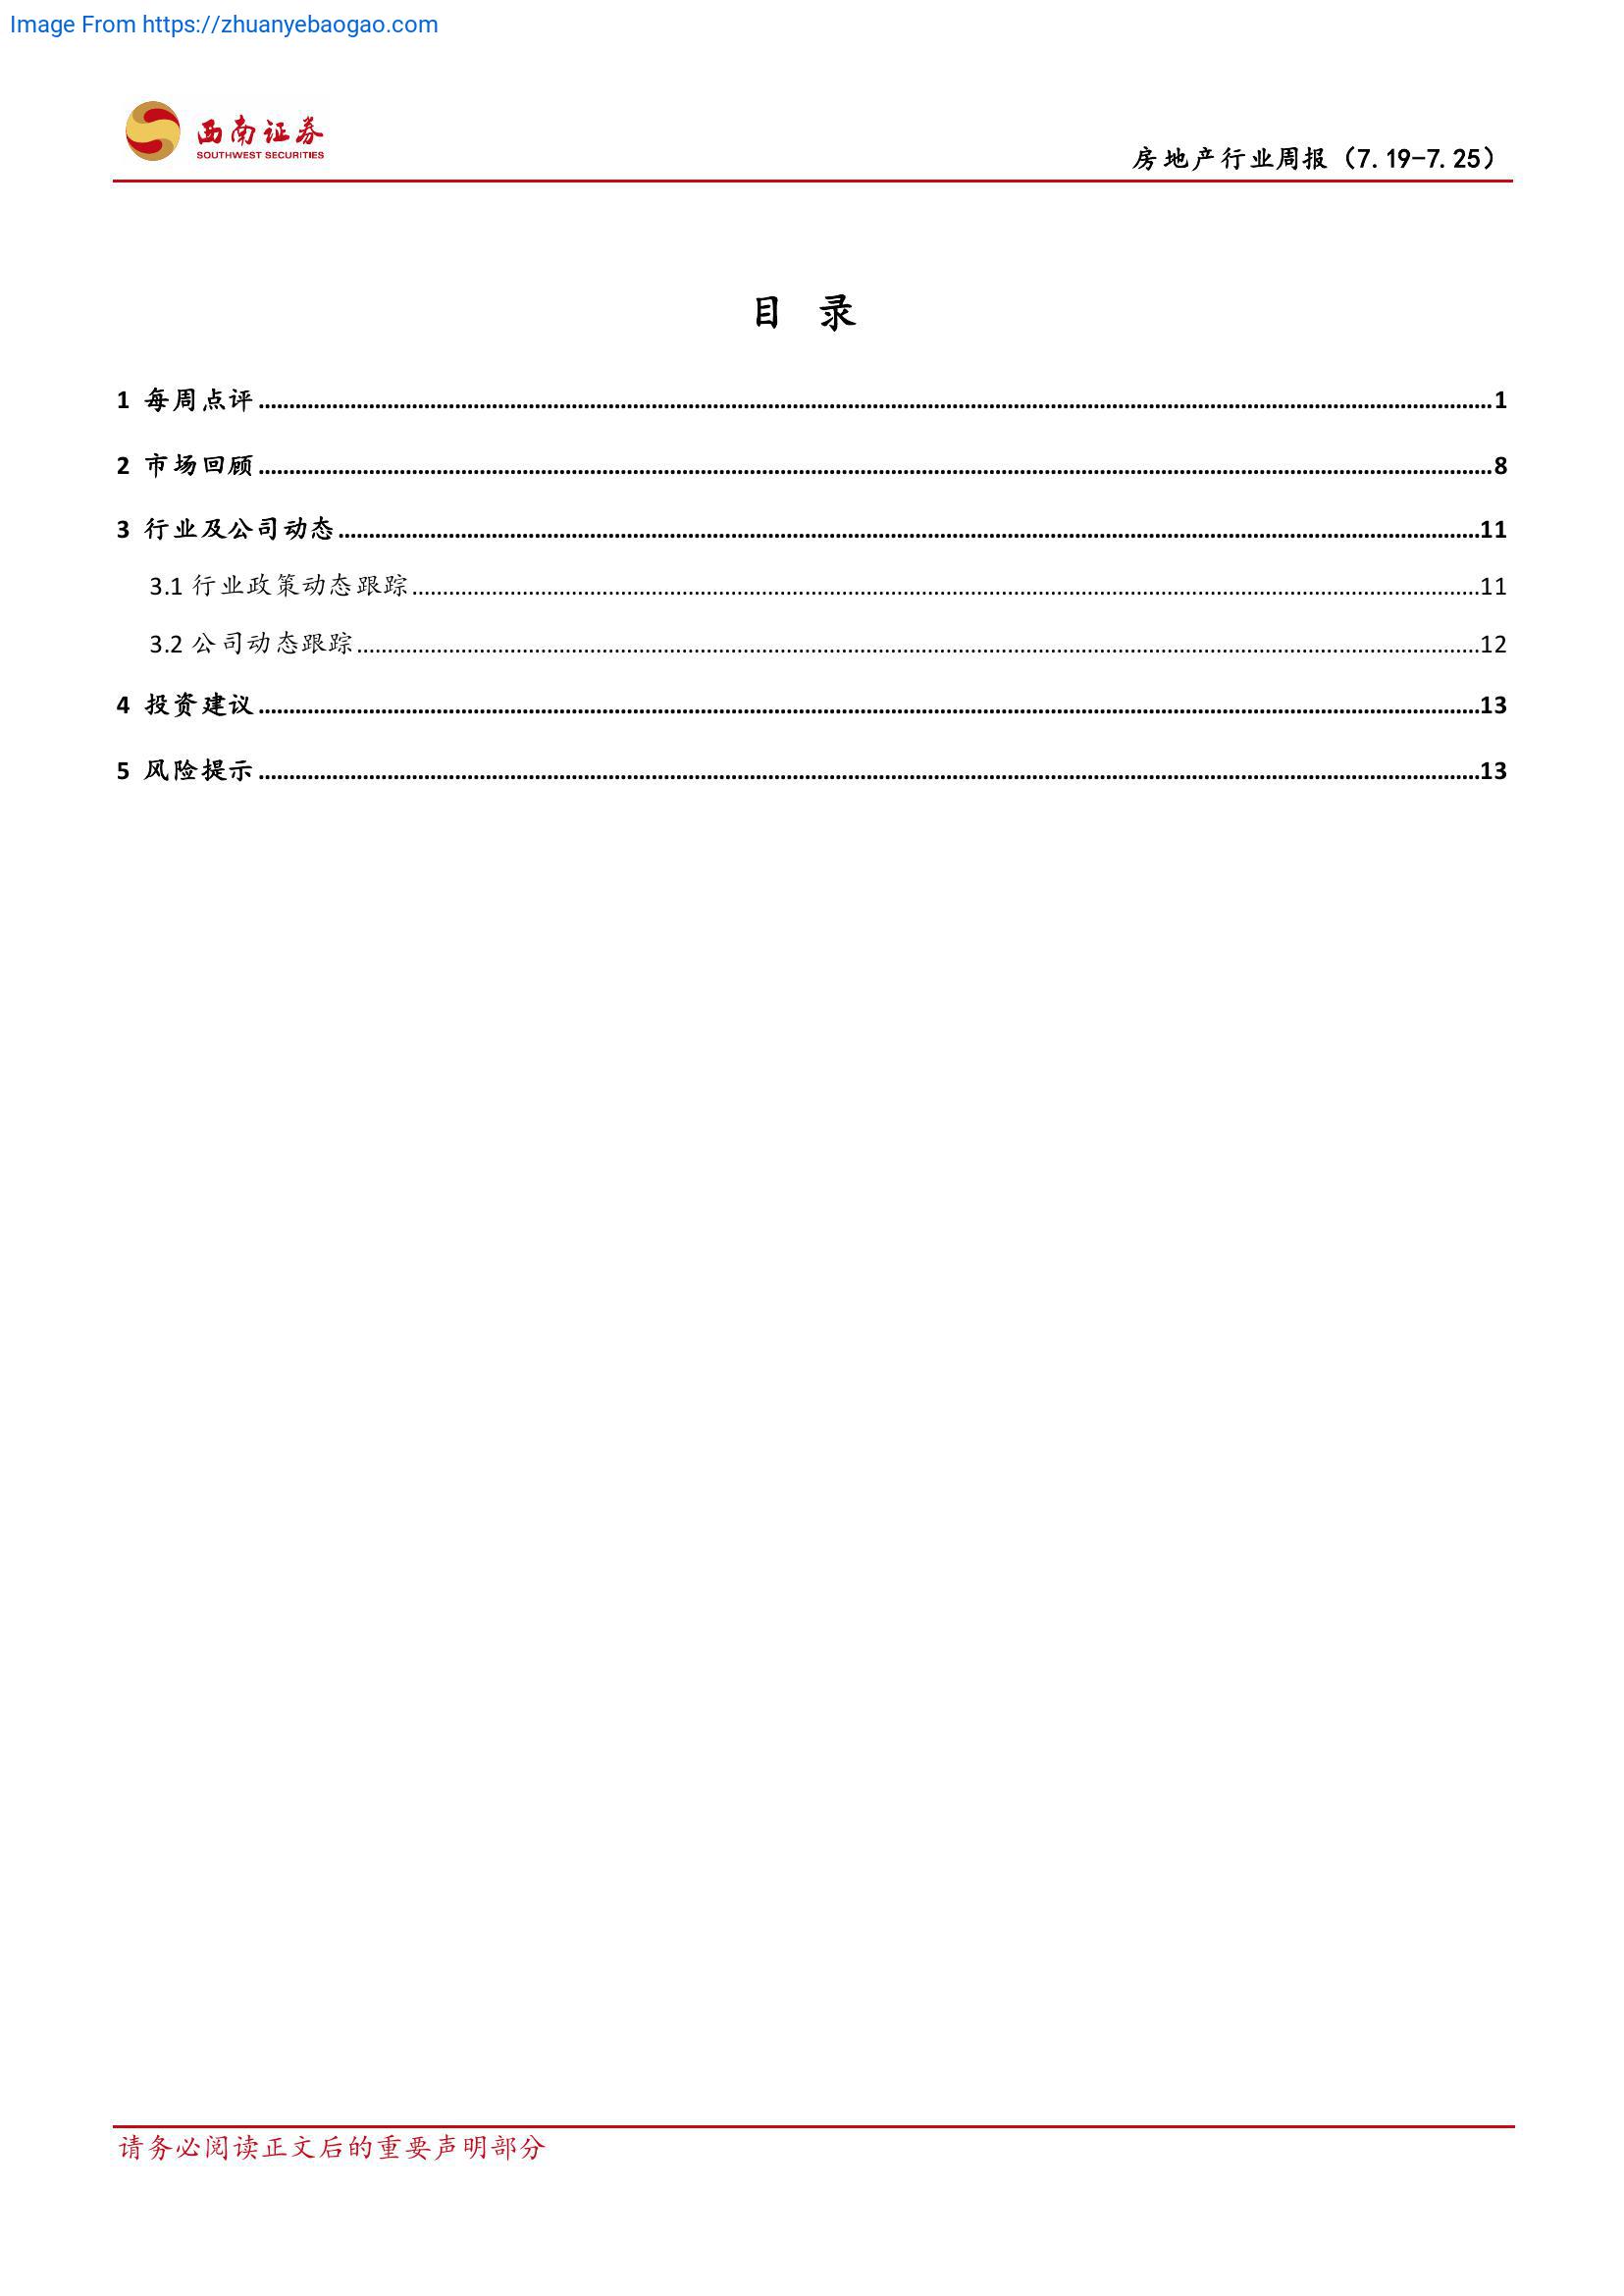 Image From https://zhuanyebaogao.com
西南证券
SOUTHWEST SECURITIES
房地产行业周报（7.19-7.25）
目 录
1 每周点评........................................1
2 市场回顾........................................8
3 行业及公司动态........................................11
3.1 行业政策动态跟踪........................................11
3.2 公司动态跟踪........................................12
4 投资建议........................................13
5 风险提示........................................13
请务必阅读正文后的重要声明部分